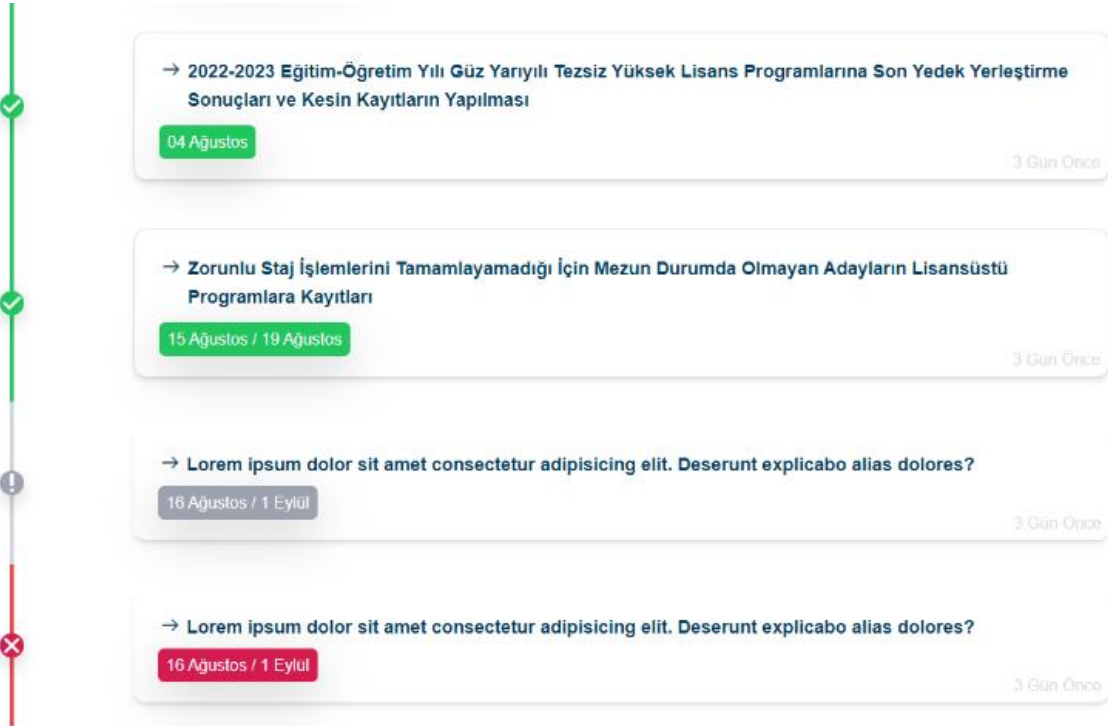 → 2022-2023 Eğitim-Öğretim Yılı Güz Yarıyılı Tezsiz Yüksek Lisans Programlarına Son Yedek Yerleştirme
Sonuçları ve Kesin Kayıtların Yapılması
04 Ağustos
3 Gün Önce
→ Zorunlu Staj İşlemlerini Tamamlayamadığı İçin Mezun Durumda Olmayan Adayların Lisansüstü
Programlara Kayıtları
15 Ağustos / 19 Ağustos
3 Gün Önce
→ Lorem ipsum dolor sit amet consectetur adipisicing elit. Deserunt explicabo alias dolores?
16 Ağustos / 1 Eylül
3 Gün Önce
→ Lorem ipsum dolor sit amet consectetur adipisicing elit. Deserunt explicabo alias dolores?
16 Ağustos / 1 Eylül
3 Gün Önce